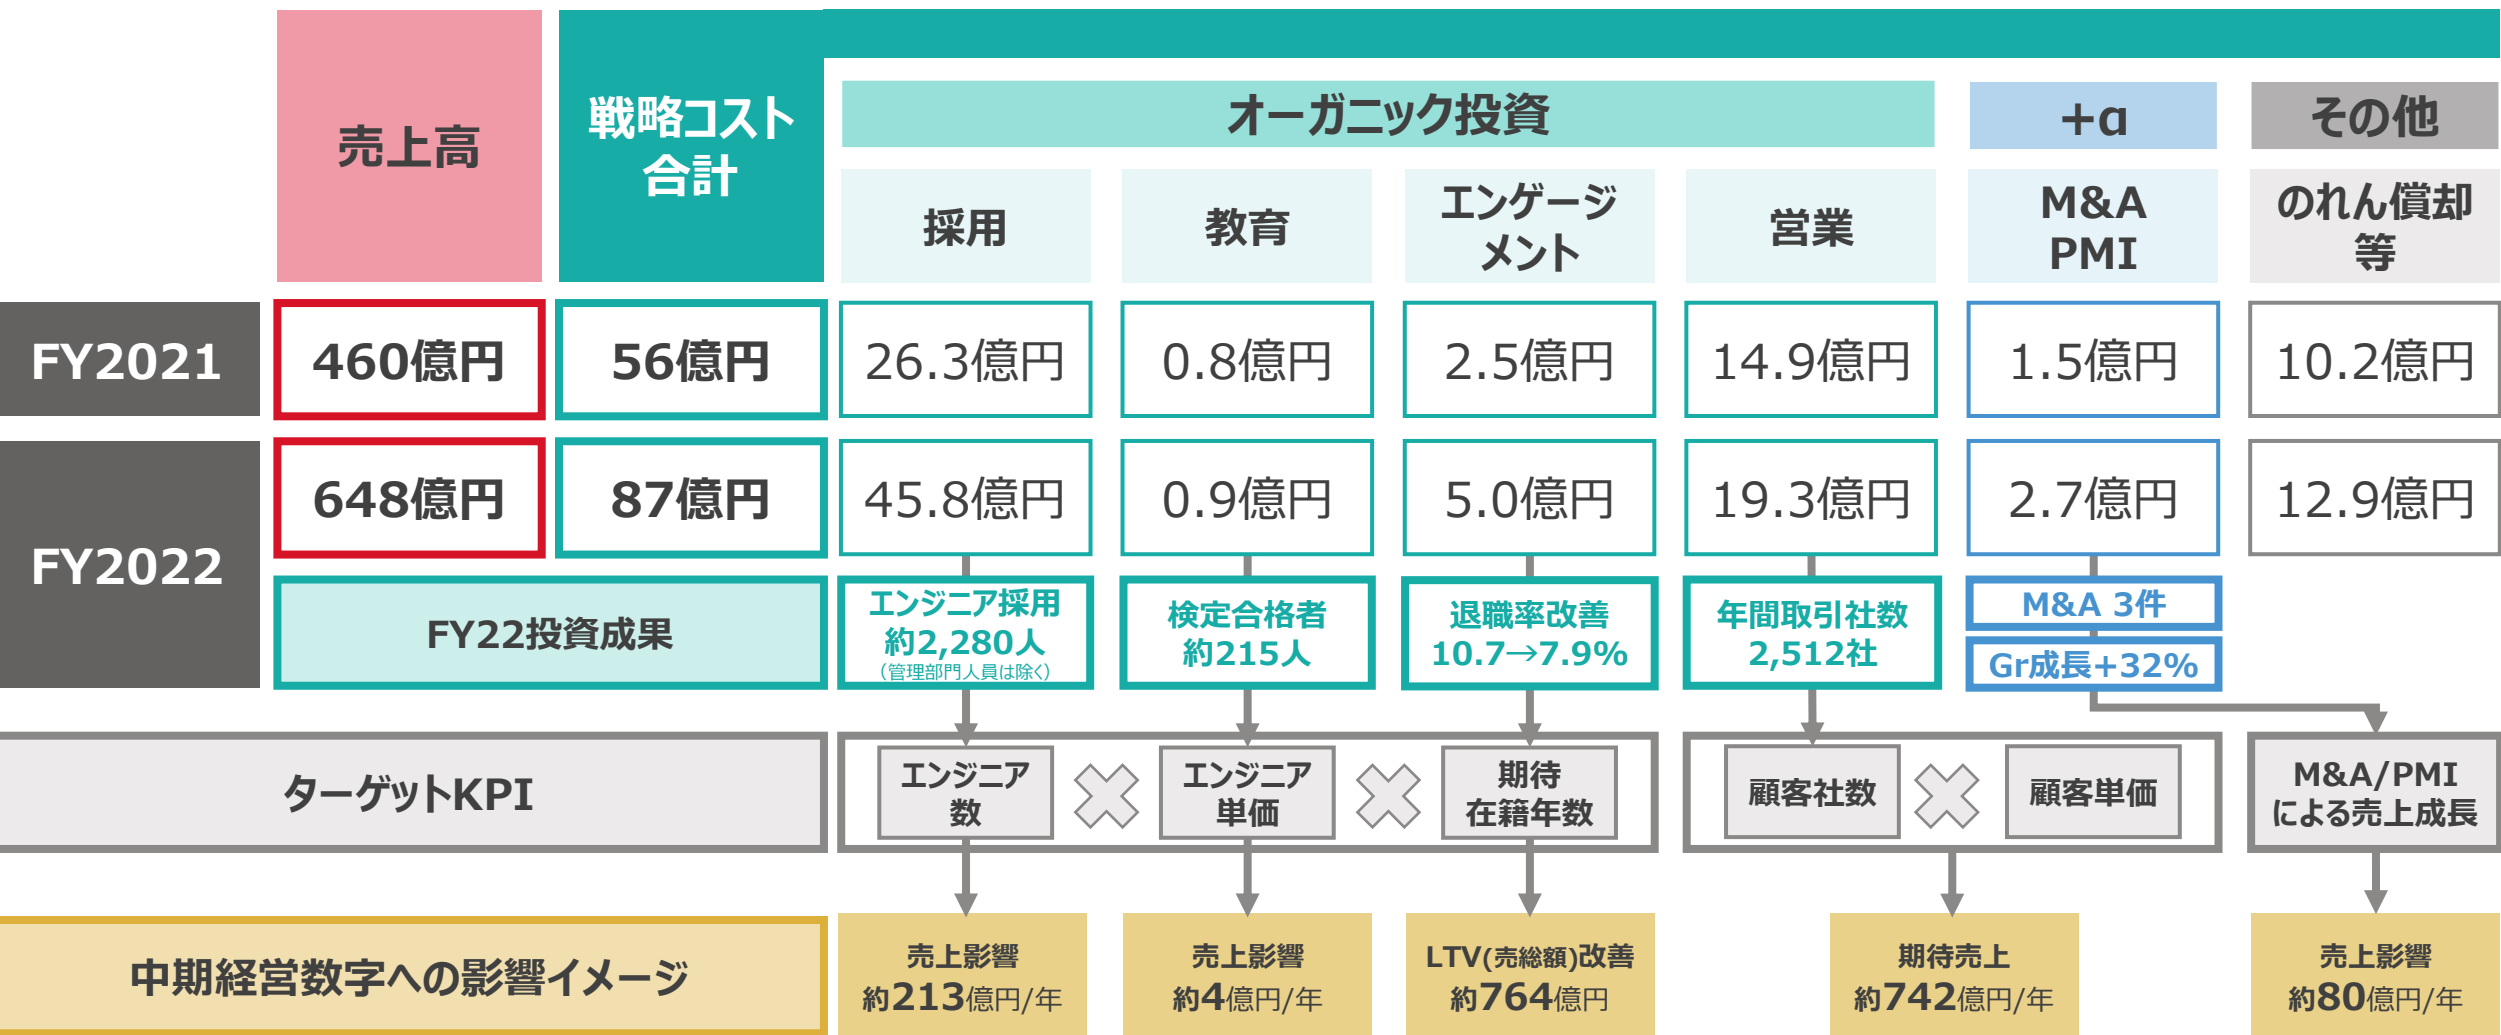 売上高
戦略コスト
合計
オーガニック投資
+α
その他
採用
教育
エンゲージ
メント
営業
M&A
PMI
のれん償却
等
FY2021
460億円
56億円
26.3億円
0.8億円
2.5億円
14.9億円
1.5億円
10.2億円
FY2022
648億円
87億円
45.8億円
0.9億円
5.0億円
19.3億円
2.7億円
12.9億円
FY22投資成果
エンジニア採用
約2,280人
（管理部門人員は除く）
検定合格者
約215人
退職率改善
10.7→7.9%
年間取引社数
2,512社
M&A 3件
Gr成長+32%
ターゲットKPI
エンジニア
数
エンジニア
単価
期待
在籍年数
顧客社数
顧客単価
M&A/PMI
による売上成長
中期経営数字への影響イメージ
売上影響
約213億円/年
売上影響
約4億円/年
LTV(売総額)改善
約764億円
期待売上
約742億円/年
売上影響
約80億円/年